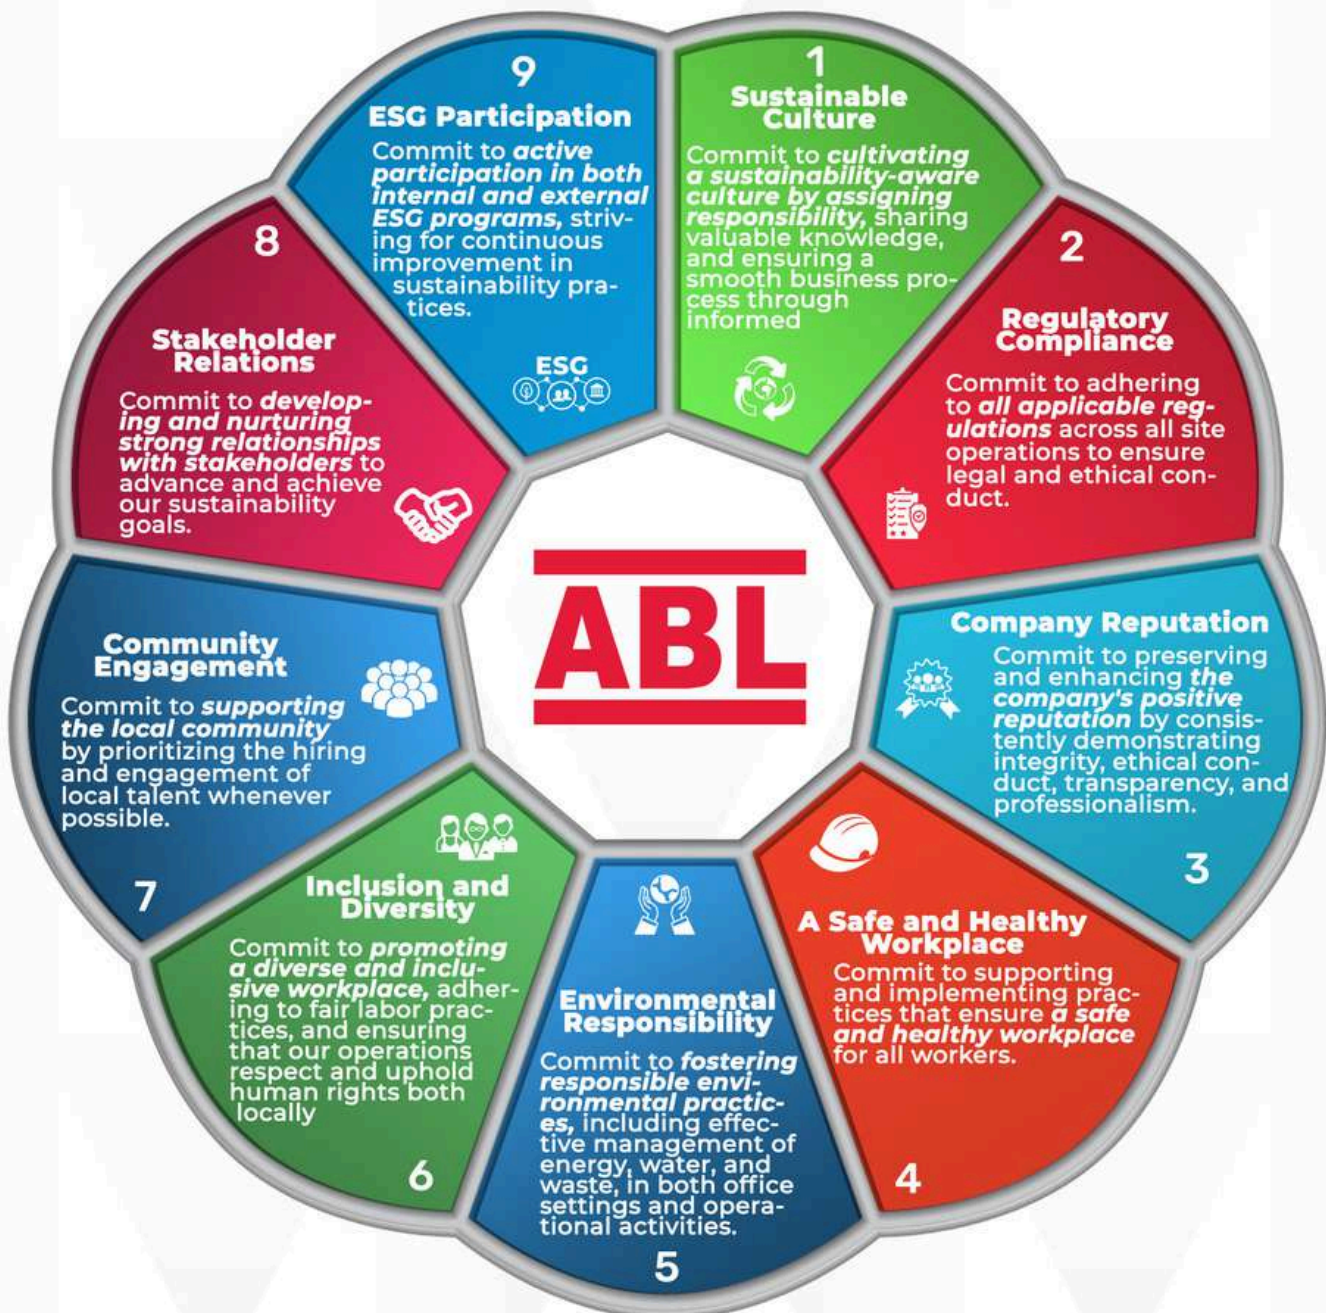 1
Sustainable
Culture
Commit to cultivating
a sustainability-aware
culture by assigning
responsibility, sharing
valuable knowledge,
and ensuring a
smooth business pro-
cess through
informed
2
Regulatory
Compliance
Commit to adhering
to all applicable reg-
ulations across all site
operations to ensure
legal and ethical con-
duct.
Company Reputation
Commit to preserving
and enhancing the
company's positive
reputation by consis-
tently demonstrating
integrity, ethical con-
duct, transparency, and
professionalism.
3
A Safe and Healthy
Workplace
Commit to supporting
and implementing prac-
tices that ensure a safe
and healthy workplace
for all workers.
4
Environmental
Responsibility
Commit to fostering
responsible envi-
ronmental practic-
es, including effec-
tive management of
energy, water, and
waste, in both office
settings and opera-
tional activities.
5
Inclusion and
Diversity
Commit to promoting
a diverse and inclu-
sive workplace, adher-
ing to fair labor prac-
tices, and ensuring
that our operations
respect and uphold
human rights both
locally
6
Community
Engagement
Commit to supporting
the local community
by prioritizing the hiring
and engagement of
local talent whenever
possible.
7
8
Stakeholder
Relations
Commit to develop-
ing and nurturing
strong relationships
with stakeholders to
advance and achieve
our sustainability
goals.
9
ESG Participation
Commit to active
participation in both
internal and external
ESG programs, striv-
ing for continuous
improvement in
sustainability pra-
tices.
ESG
ABL